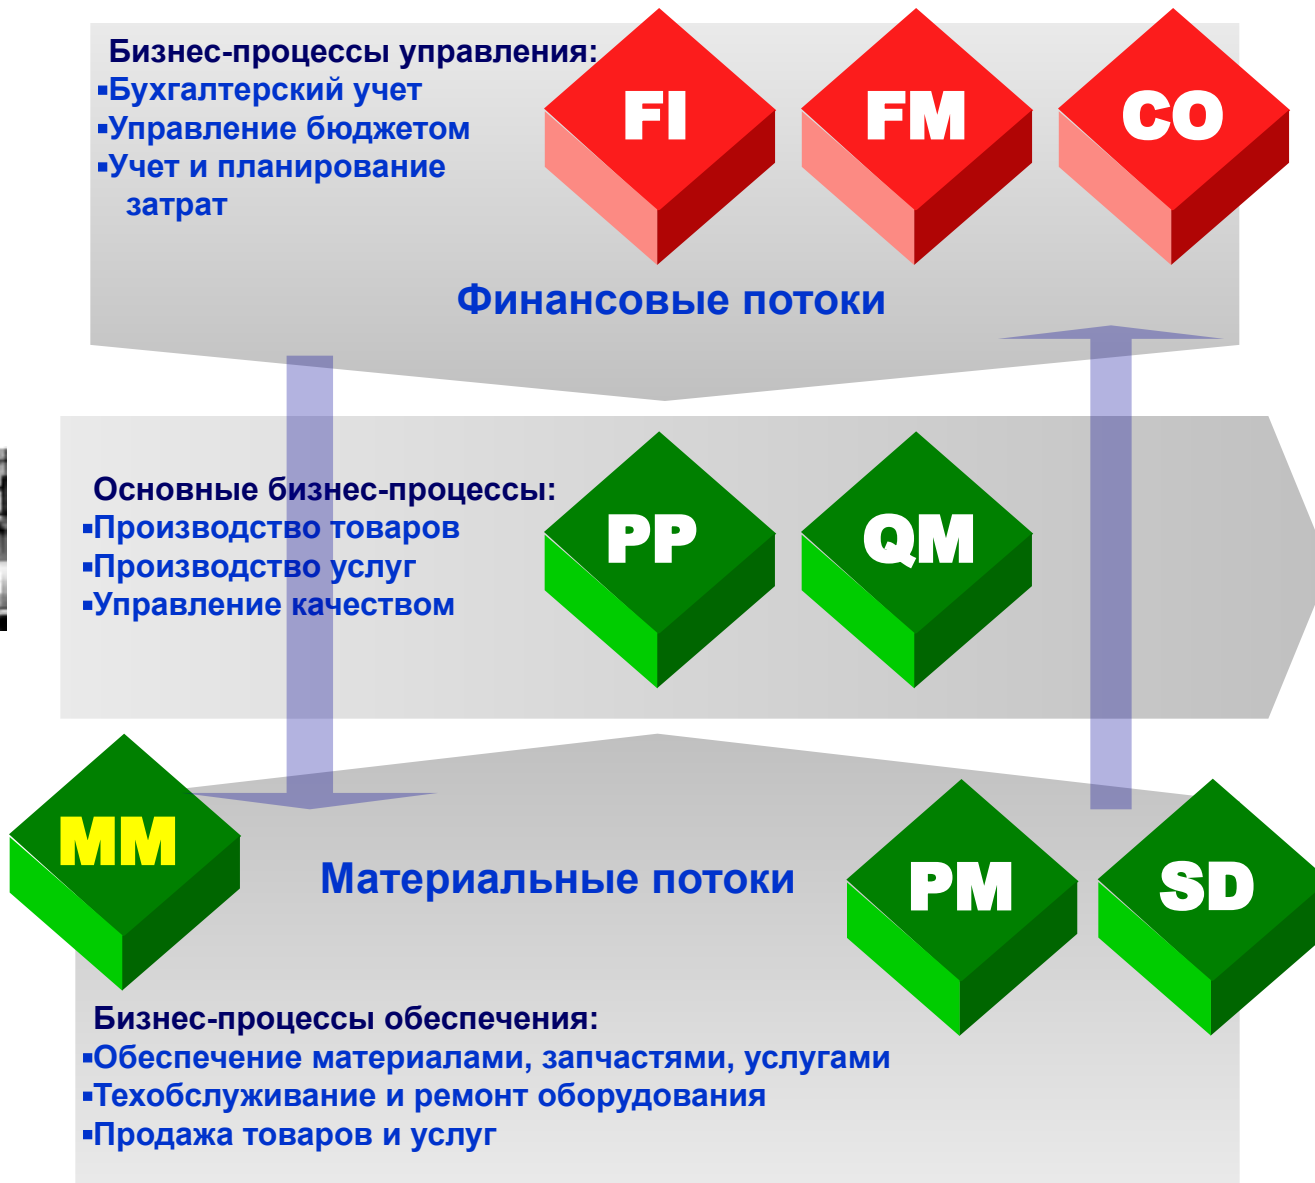 Бизнес-процессы управления:
▪Бухгалтерский учет
▪Управление бюджетом
▪Учет и планирование
затрат
FI
FM
CO
Финансовые потоки
Основные бизнес-процессы:
▪Производство товаров
▪Производство услуг
▪Управление качеством
PP
QM
MM
Материальные потоки
PM
SD
Бизнес-процессы обеспечения:
▪Обеспечение материалами, запчастями, услугами
▪Техобслуживание и ремонт оборудования
▪Продажа товаров и услуг